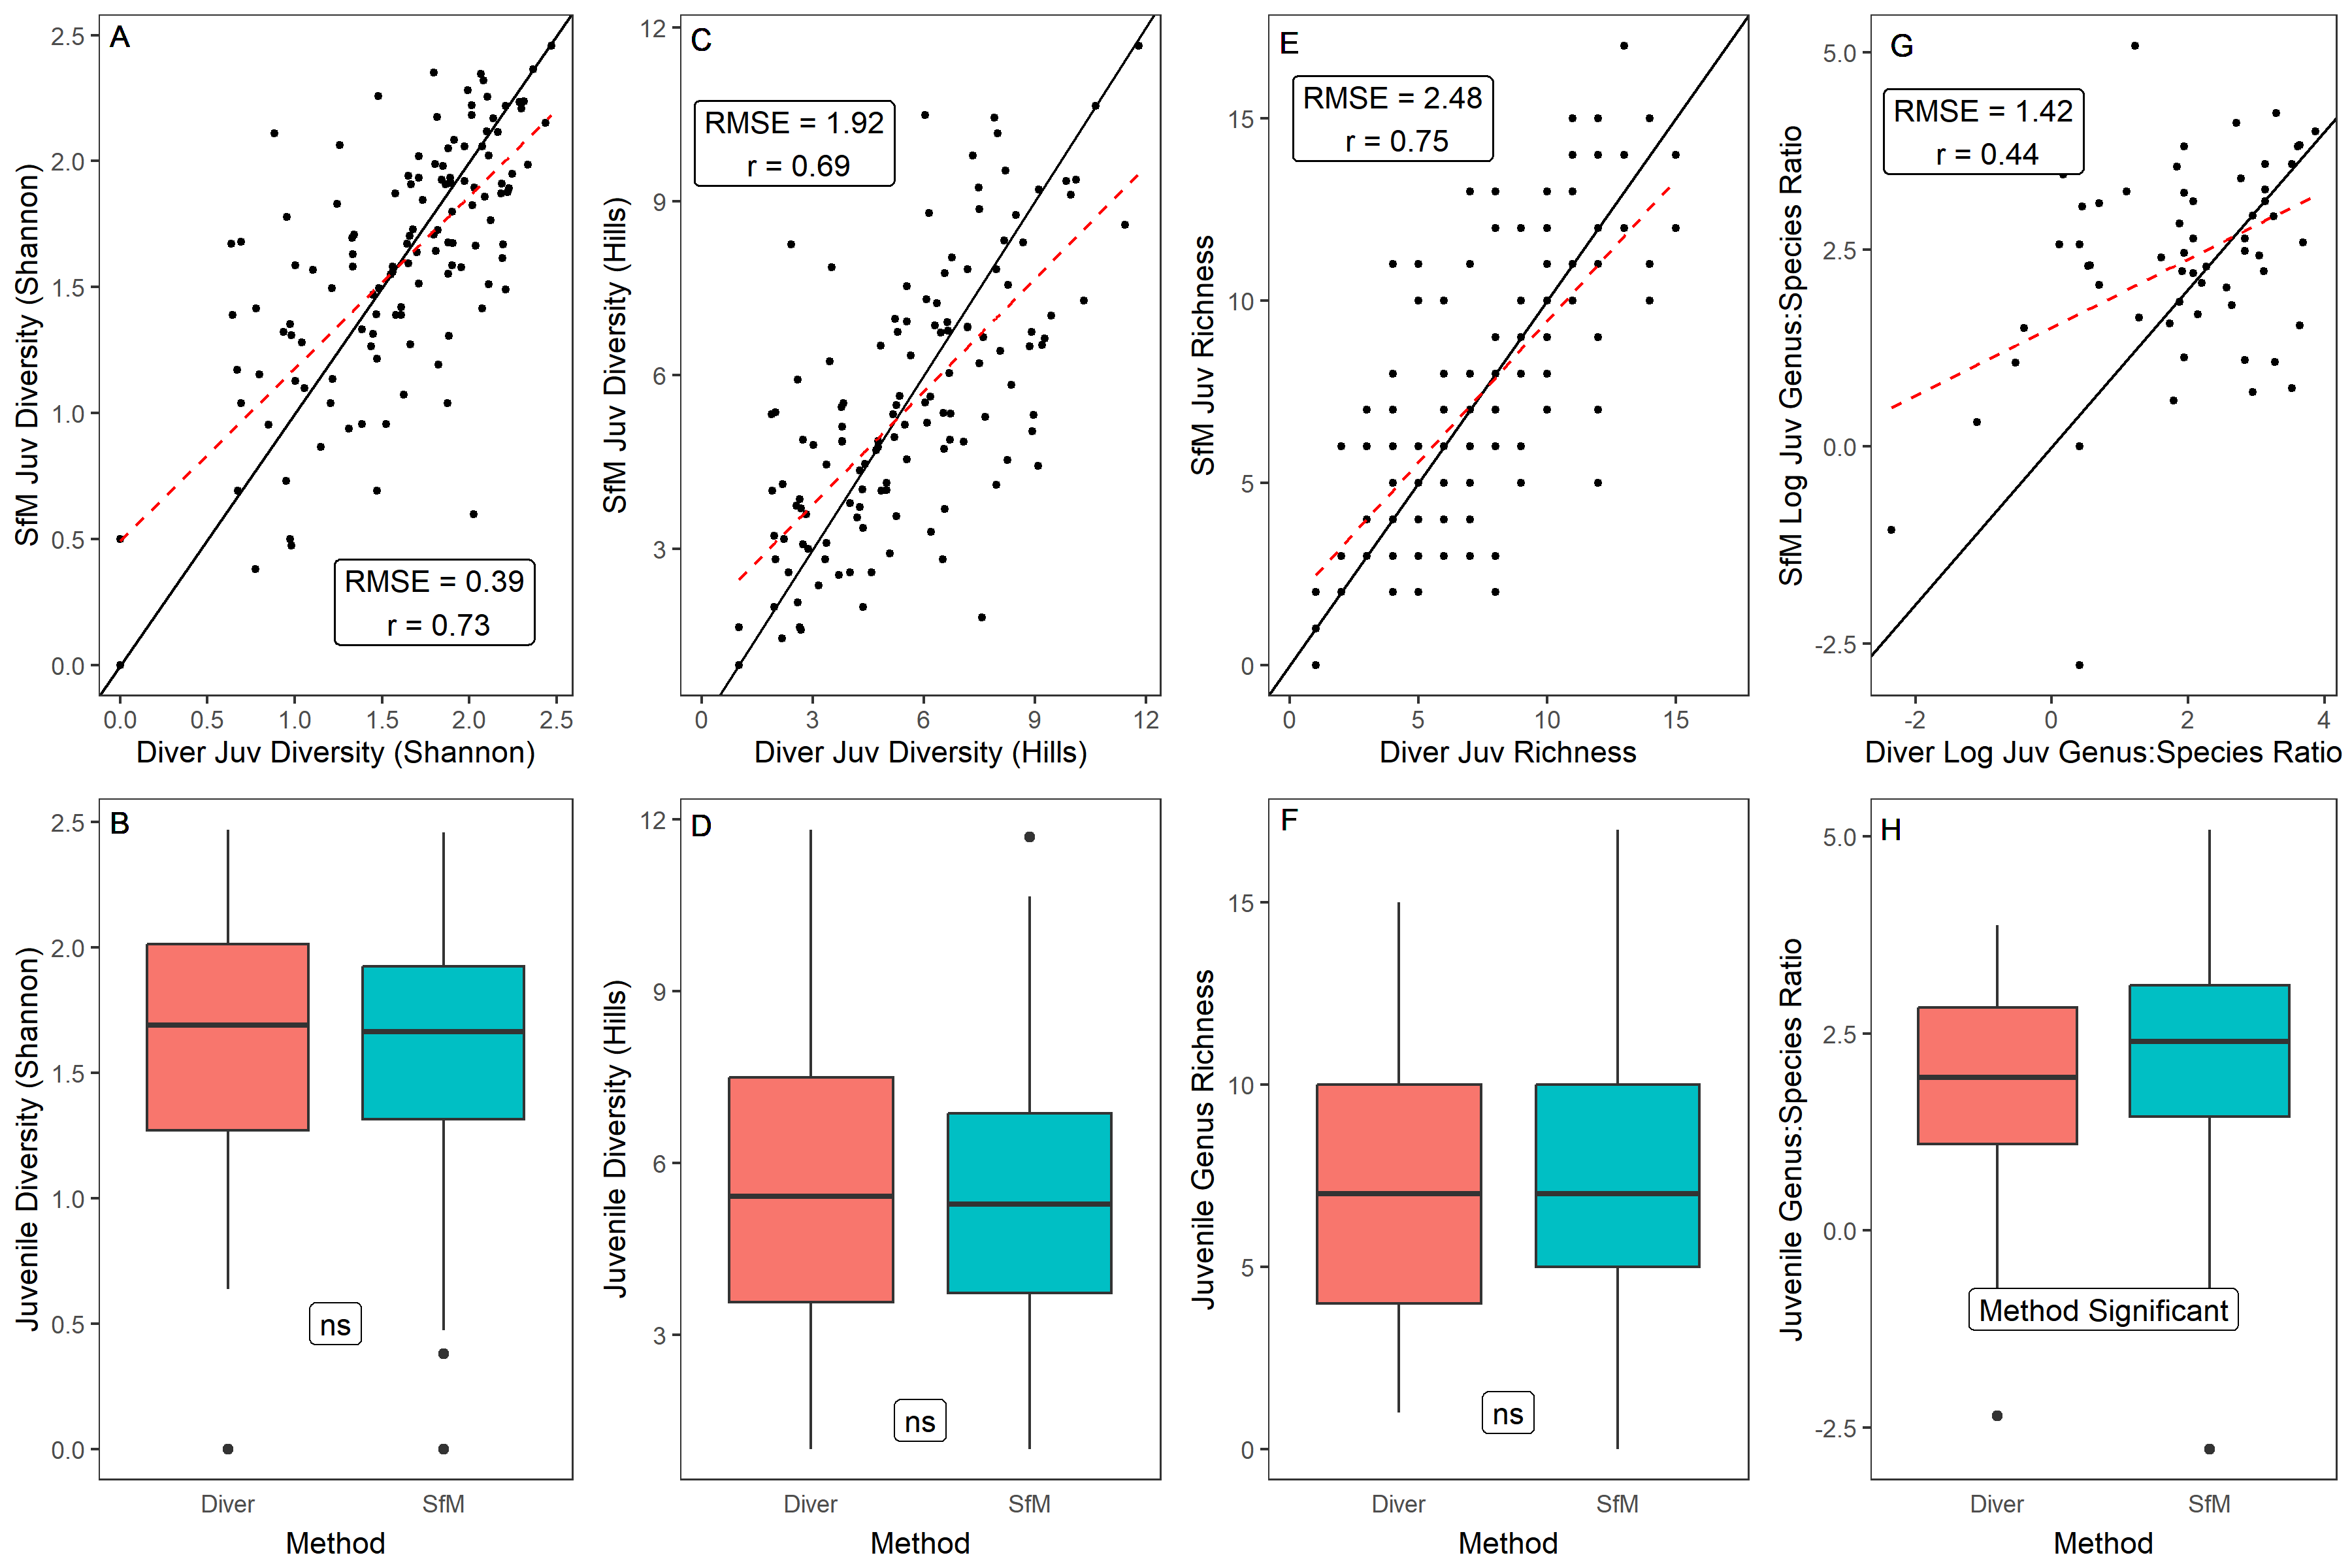 A
RMSE = 0.39
r = 0.73
SfM Juv Diversity (Shannon)
2.5
2.0
1.5
1.0
0.5
0.0
0.0 0.5 1.0 1.5 2.0 2.5
Diver Juv Diversity (Shannon)
C
RMSE = 1.92
r = 0.69
SfM Juv Diversity (Hills)
12
9
6
3
0 3 6 9 12
Diver Juv Diversity (Hills)
E
RMSE = 2.48
r = 0.75
SfM Juv Richness
15
10
5
0
0 5 10 15
Diver Juv Richness
G
RMSE = 1.42
r = 0.44
SfM Log Juv Genus:Species Ratio
5.0
2.5
0.0
-2.5
-2 0 2 4
Diver Log Juv Genus:Species Ratio
B
Juvenile Diversity (Shannon)
2.5
2.0
1.5
1.0
0.5
0.0
ns
Diver SfM
Method
D
Juvenile Diversity (Hills)
12
9
6
3
ns
Diver SfM
Method
F
Juvenile Genus Richness
15
10
5
0
ns
Diver SfM
Method
H
Juvenile Genus:Species Ratio
5.0
2.5
0.0
-2.5
Method Significant
Diver SfM
Method